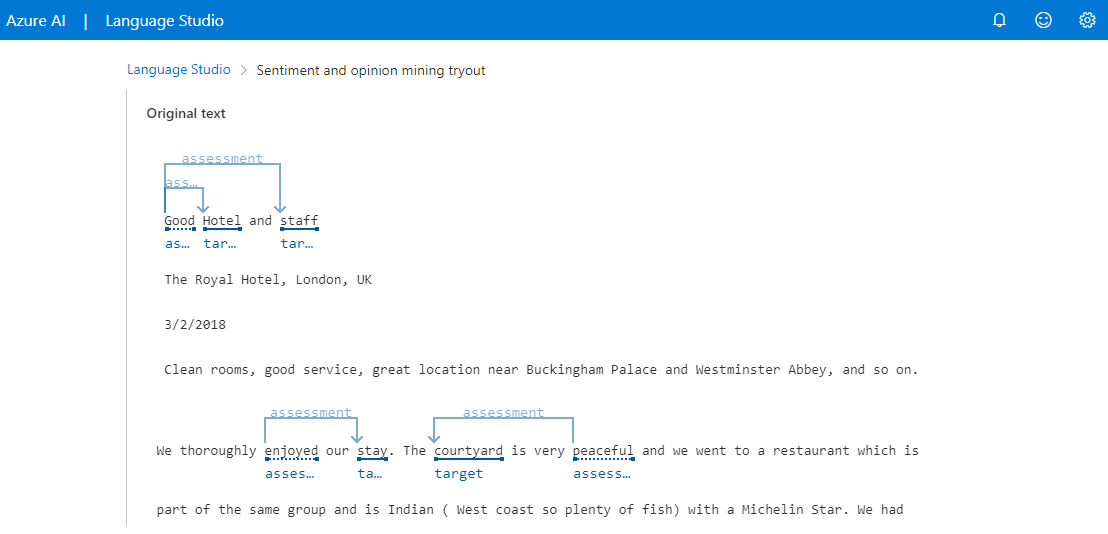 Azure AI | Language Studio
Language Studio > Sentiment and opinion mining tryout
Original text
assessment
ass…
Good Hotel and staff
as… tar… tar…
The Royal Hotel, London, UK
3/2/2018
Clean rooms, good service, great location near Buckingham Palace and Westminster Abbey, and so on.
assessment assessment
We thoroughly enjoyed our stay. The courtyard is very peaceful and we went to a restaurant which is
asses… ta… target assess…
part of the same group and is Indian ( West coast so plenty of fish) with a Michelin Star. We had